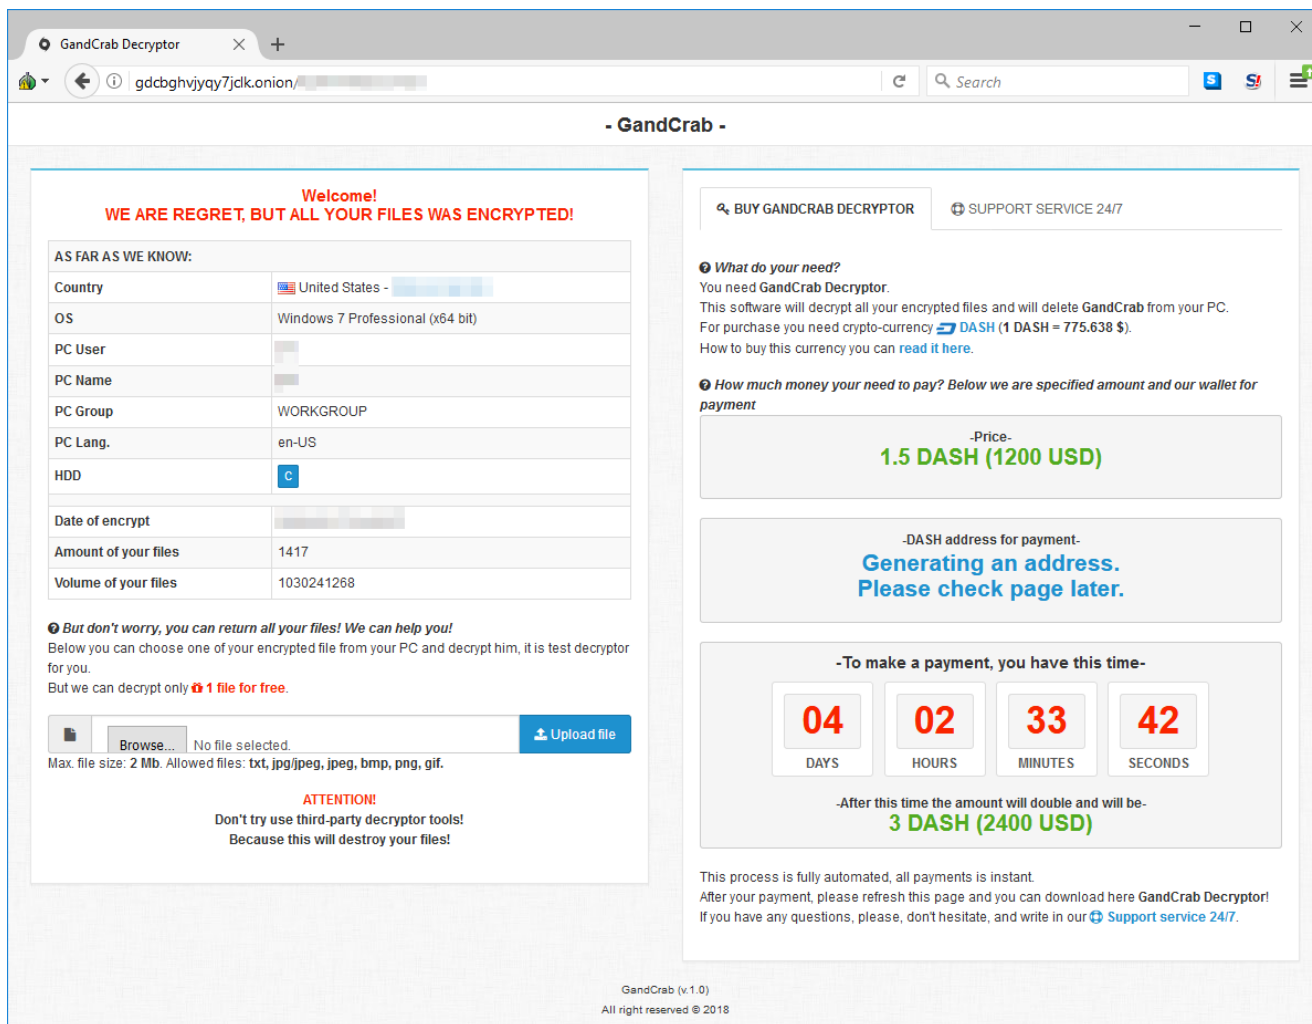 GandCrab Decryptor
gdcbghvjyqy7jclk.onion/
Search
- GandCrab -
Welcome!
WE ARE REGRET, BUT ALL YOUR FILES WAS ENCRYPTED!
AS FAR AS WE KNOW:
Country United States -
OS Windows 7 Professional (x64 bit)
PC User
PC Name
PC Group WORKGROUP
PC Lang. en-US
HDD C
Date of encrypt
Amount of your files 1417
Volume of your files 1030241268
But don't worry, you can return all your files! We can help you!
Below you can choose one of your encrypted file from your PC and decrypt him, it is test decryptor
for you.
But we can decrypt only 1 file for free.
Browse... No file selected. Upload file
Max. file size: 2 Mb. Allowed files: txt, jpg/jpeg, jpeg, bmp, png, gif.
ATTENTION!
Don't try use third-party decryptor tools!
Because this will destroy your files!
BUY GANDCRAB DECRYPTOR SUPPORT SERVICE 24/7
What do your need?
You need GandCrab Decryptor.
This software will decrypt all your encrypted files and will delete GandCrab from your PC.
For purchase you need crypto-currency DASH (1 DASH = 775.638 $).
How to buy this currency you can read it here.
How much money your need to pay? Below we are specified amount and our wallet for
payment
-Price-
1.5 DASH (1200 USD)
-DASH address for payment-
Generating an address.
Please check page later.
-To make a payment, you have this time-
04 02 33 42
DAYS HOURS MINUTES SECONDS
-After this time the amount will double and will be-
3 DASH (2400 USD)
This process is fully automated, all payments is instant.
After your payment, please refresh this page and you can download here GandCrab Decryptor!
If you have any questions, please, don't hesitate, and write in our Support service 24/7.
GandCrab (v.1.0)
All right reserved © 2018